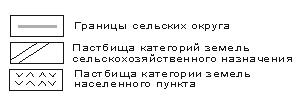 Границы сельских округа
Пастбища категорий земель
сельскохозяйственного назначения
Пастбища категории земель
населенного пункта